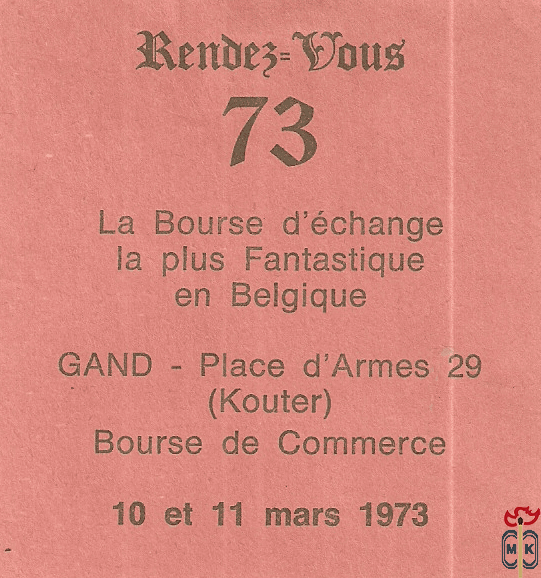 Rendez=Vous
73
La Bourse d'échange
la plus Fantastique
en Belgique
GAND - Place d'Armes 29
(Kouter)
Bourse de Commerce
10 et 11 mars 1973
M K